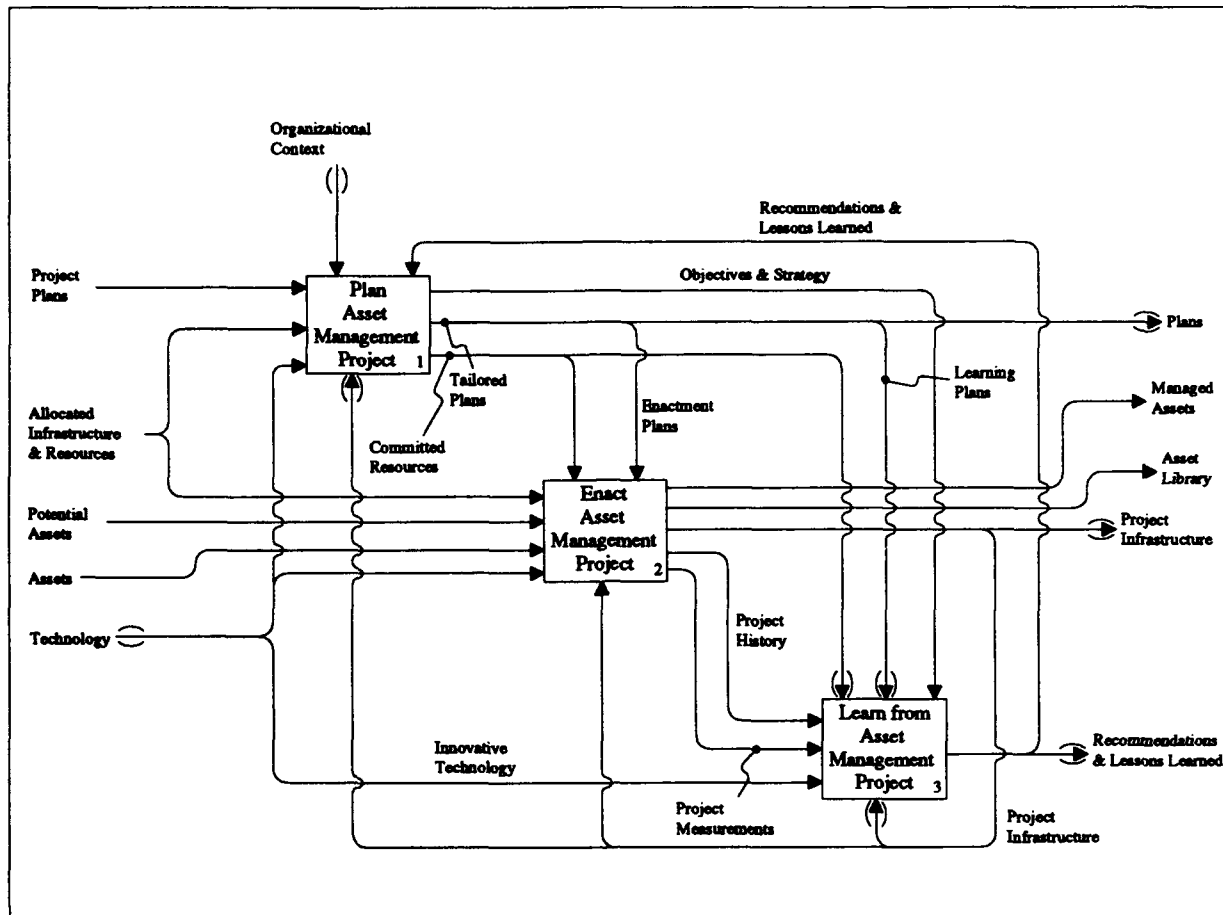 Organizational
Context
Recommendations &
Lessons Learned
Project
Plans
Objectives & Strategy
Plan
Asset
Management
Project
1
Plans
Tailored
Plans
Learning
Plans
Managed
Assets
Allocated
Infrastructure
& Resources
Enactment
Plans
Committed
Resources
Asset
Library
Enact
Asset
Management
Project
2
Potential
Assets
Project
Infrastructure
Assets
Technology
Project
History
Learn from
Asset
Management
Project
3
Innovative
Technology
Recommendations
& Lessons Learned
Project
Measurements
Project
Infrastructure